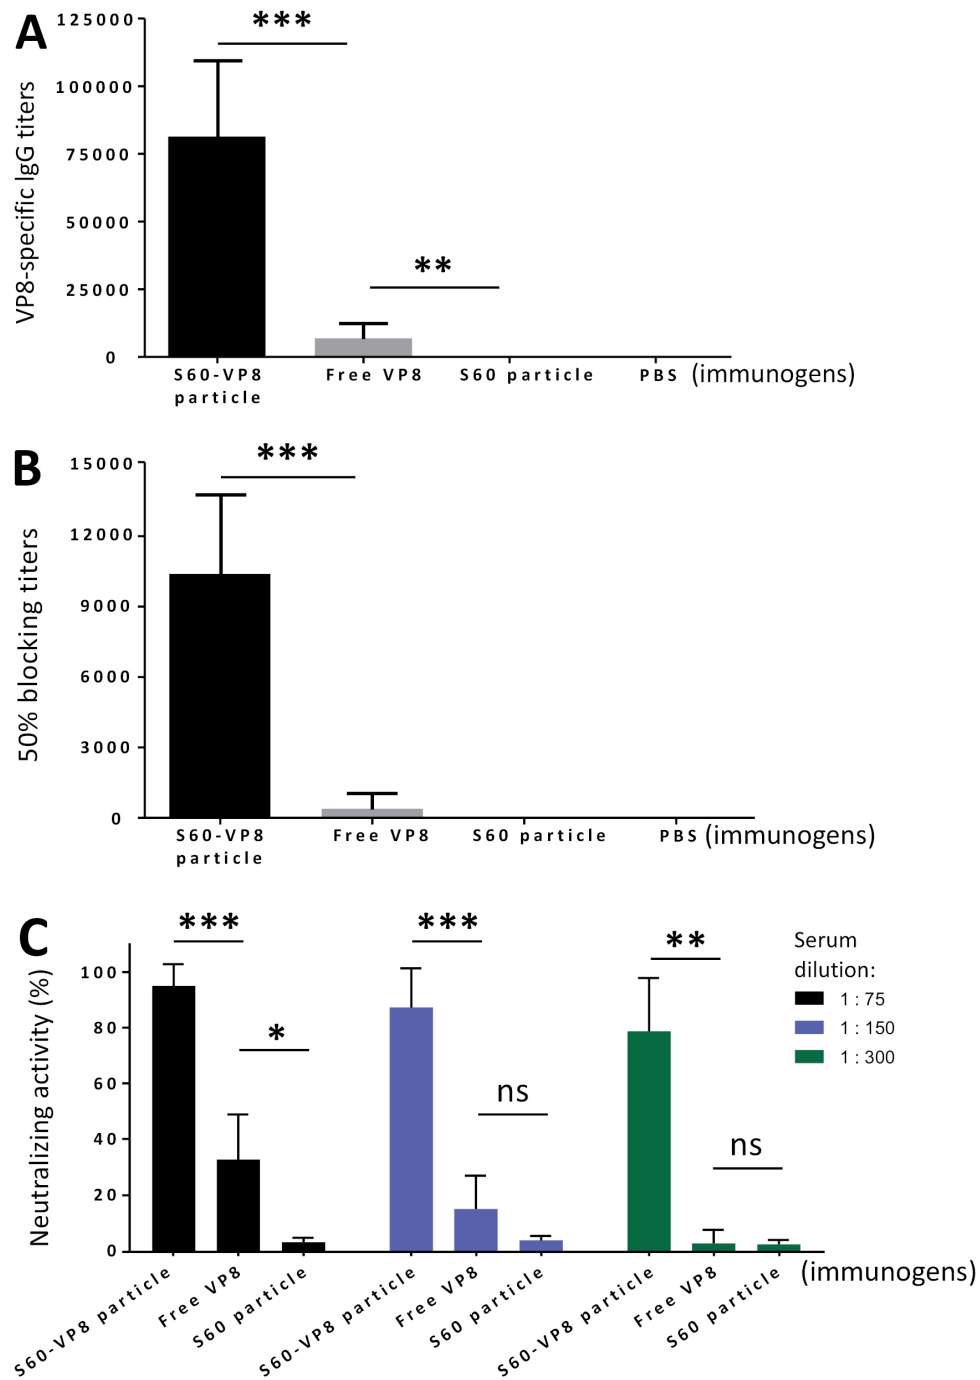 A
***
125000
100000
75000
50000
25000
0
VP8-specific IgG titers
**
S60-VP8 particle
Free VP8
S60 particle
PBS
(immunogens)
B
***
15000
12000
9000
6000
3000
0
50% blocking titers
S60-VP8 particle
Free VP8
S60 particle
PBS
(immunogens)
C
***
*
***
ns
**
ns
100
80
60
40
20
0
Neutralizing activity (%)
Serum
dilution:
1 : 75
1 : 150
1 : 300
S60-VP8 particle
Free VP8
S60 particle
S60-VP8 particle
Free VP8
S60 particle
S60-VP8 particle
Free VP8
S60 particle
(immunogens)